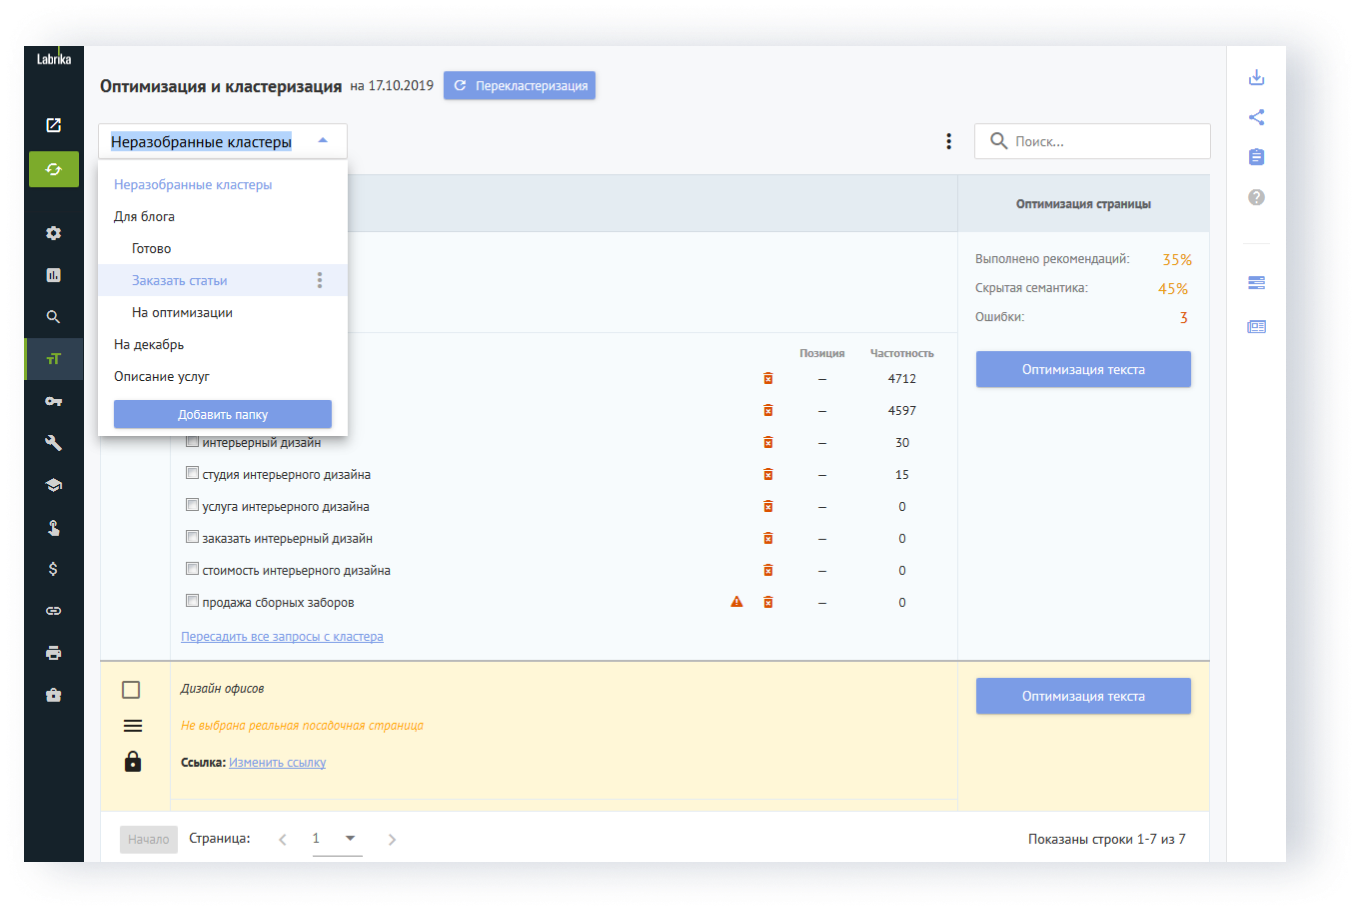 Labrika
Оптимизация и кластеризация на 17.10.2019 Перекластеризация
Неразобранные кластеры
Поиск...
Неразобранные кластеры
Для блога
Готово
Заказать статьи
На оптимизации
На декабрь
Описание услуг
Добавить папку
Оптимизация страницы
Выполнено рекомендаций: 35%
Скрытая семантика: 45%
Ошибки: 3
Оптимизация текста
Позиция Частотность
— 4712
— 4597
интерьерный дизайн — 30
студия интерьерного дизайна — 15
услуга интерьерного дизайна — 0
заказать интерьерный дизайн — 0
стоимость интерьерного дизайна — 0
продажа сборных заборов — 0
Пересадить все запросы с кластера
Дизайн офисов
Оптимизация текста
Не выбрана реальная посадочная страница
Ссылка: Изменить ссылку
Начало Страница: 1 Показаны строки 1-7 из 7